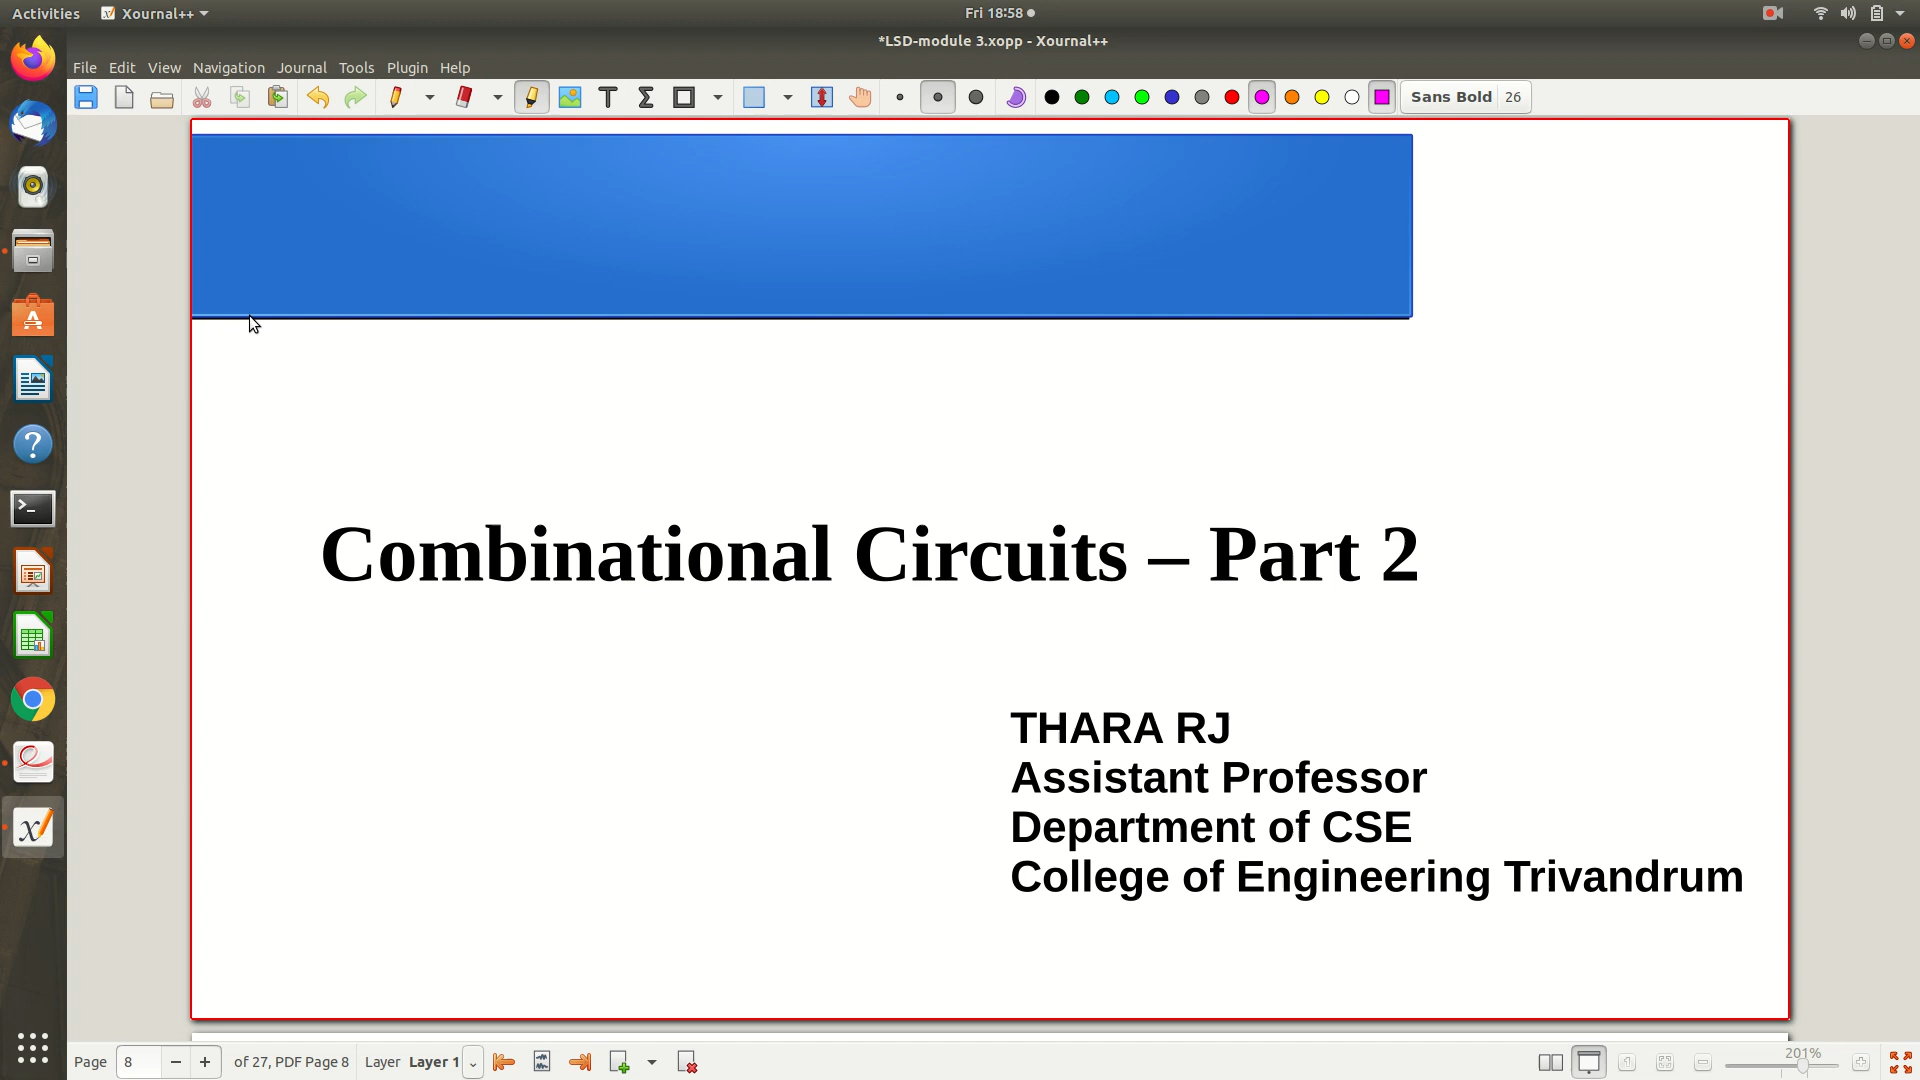 Activities Xournal++ Fri 18:58
*LSD-module 3.xopp - Xournal++
File Edit View Navigation Journal Tools Plugin Help
Sans Bold 26
Combinational Circuits – Part 2
THARA RJ
Assistant Professor
Department of CSE
College of Engineering Trivandrum
Page 8 of 27, PDF Page 8 Layer Layer 1 201%